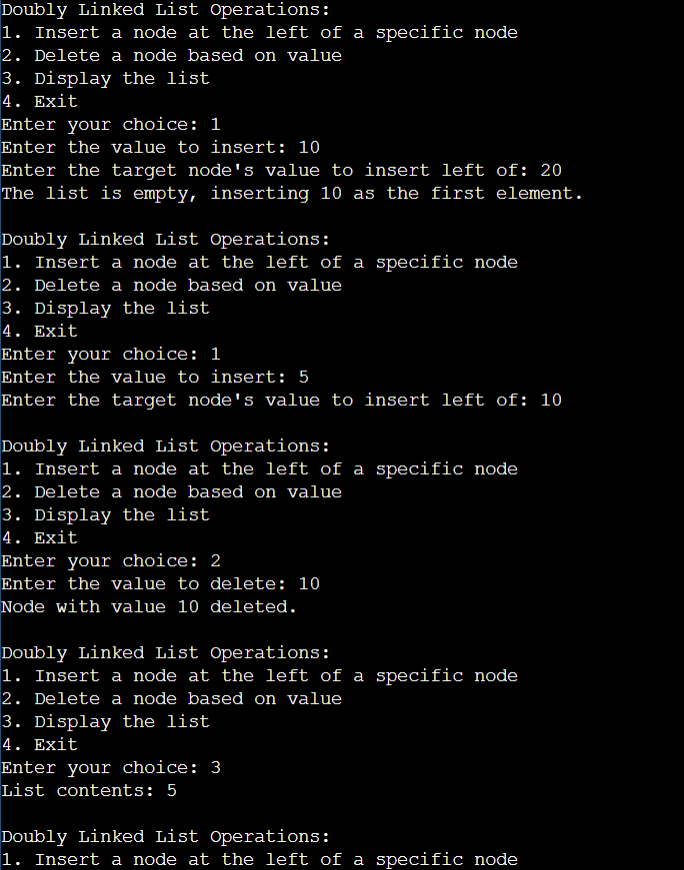 Doubly Linked List Operations:
1. Insert a node at the left of a specific node
2. Delete a node based on value
3. Display the list
4. Exit
Enter your choice: 1
Enter the value to insert: 10
Enter the target node's value to insert left of: 20
The list is empty, inserting 10 as the first element.

Doubly Linked List Operations:
1. Insert a node at the left of a specific node
2. Delete a node based on value
3. Display the list
4. Exit
Enter your choice: 1
Enter the value to insert: 5
Enter the target node's value to insert left of: 10

Doubly Linked List Operations:
1. Insert a node at the left of a specific node
2. Delete a node based on value
3. Display the list
4. Exit
Enter your choice: 2
Enter the value to delete: 10
Node with value 10 deleted.

Doubly Linked List Operations:
1. Insert a node at the left of a specific node
2. Delete a node based on value
3. Display the list
4. Exit
Enter your choice: 3
List contents: 5

Doubly Linked List Operations:
1. Insert a node at the left of a specific node